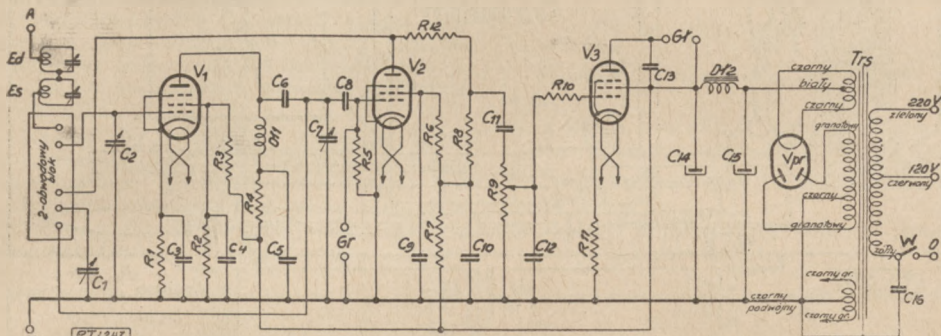 A
Ed
Es
2-obwodowy blok
C2
C1
V1
R3
R1
C3
R2
C4
Dł1
R4
C5
C6
C7
C8
R5
Gr
V2
R12
R6
R7
C9
R8
C10
C11
R9
C12
R10
V3
R11
C13
Gr
C14
Dł2
C15
Vpr
Trs
czarny
biały
czarny
granatowy
czarny
granatowy
czarny podwójny
czarny gr.
czarny gr.
220V
zielony
120V
czerwony
żółty
W
0
C16